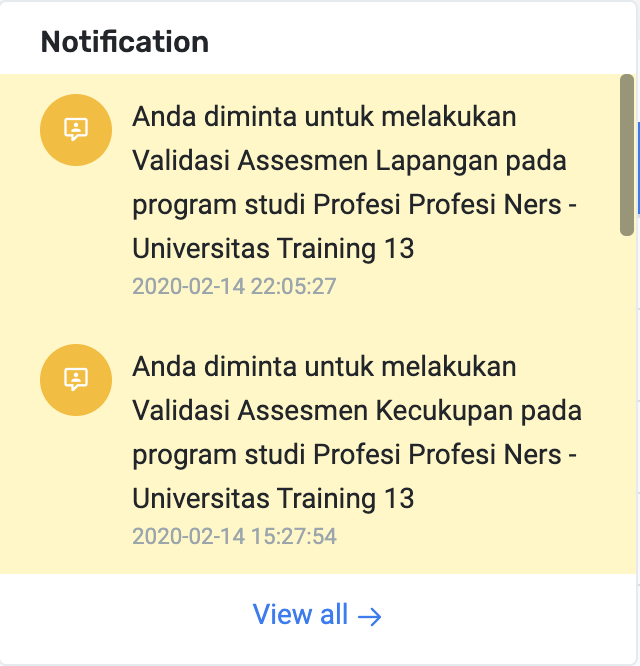 Notification
Anda diminta untuk melakukan
Validasi Assesmen Lapangan pada
program studi Profesi Profesi Ners -
Universitas Training 13
2020-02-14 22:05:27
Anda diminta untuk melakukan
Validasi Assesmen Kecukupan pada
program studi Profesi Profesi Ners -
Universitas Training 13
2020-02-14 15:27:54
View all →